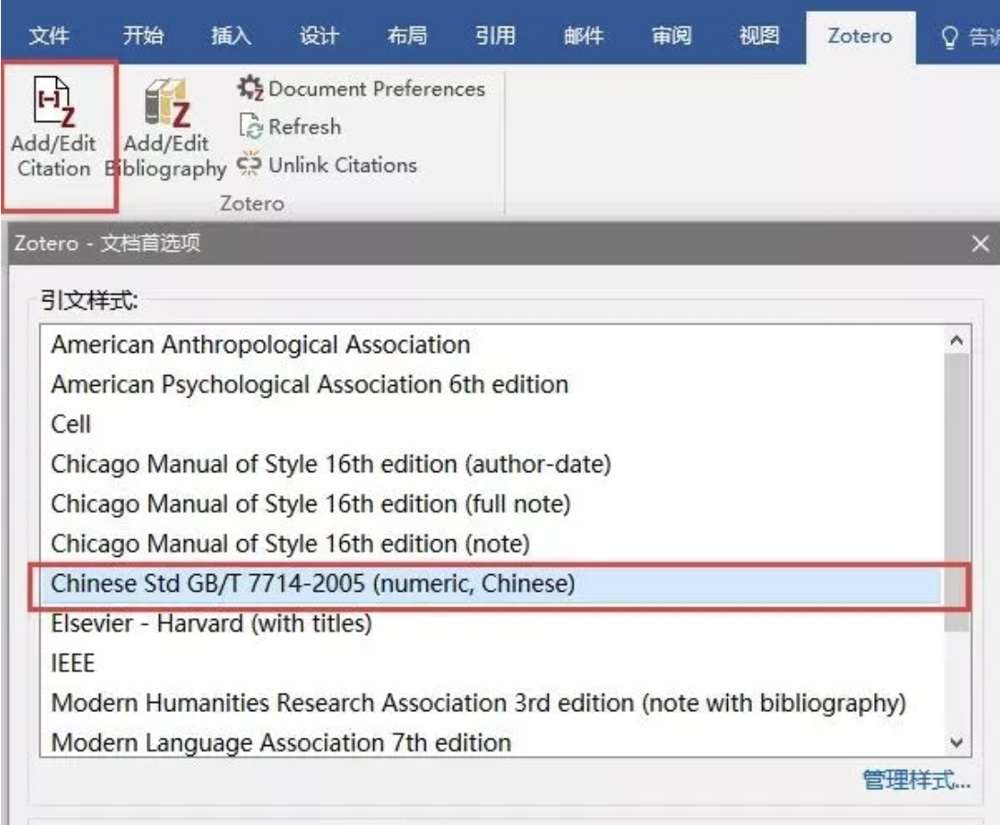 文件 开始 插入 设计 布局 引用 邮件 审阅 视图 Zotero 告诉
Add/Edit Citation
Add/Edit Bibliography
Document Preferences
Refresh
Unlink Citations
Zotero
Zotero - 文档首选项
引文样式:
American Anthropological Association
American Psychological Association 6th edition
Cell
Chicago Manual of Style 16th edition (author-date)
Chicago Manual of Style 16th edition (full note)
Chicago Manual of Style 16th edition (note)
Chinese Std GB/T 7714-2005 (numeric, Chinese)
Elsevier - Harvard (with titles)
IEEE
Modern Humanities Research Association 3rd edition (note with bibliography)
Modern Language Association 7th edition
管理样式...